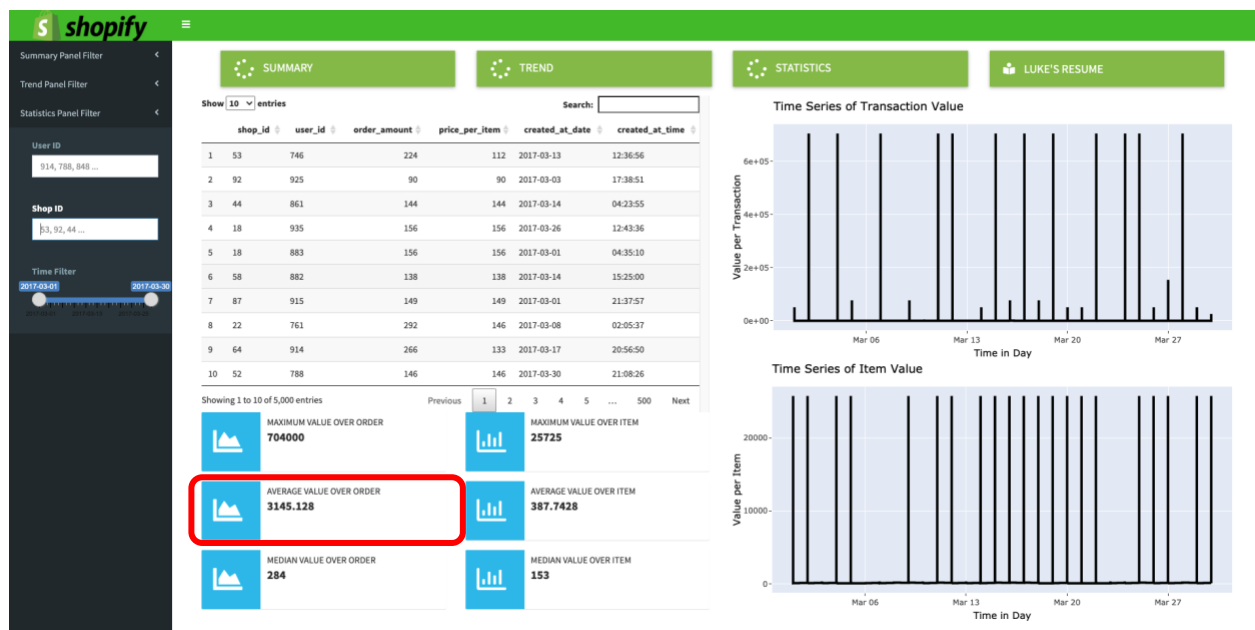 shopify
Summary Panel Filter
Trend Panel Filter
Statistics Panel Filter
User ID
914, 788, 848 ...
Shop ID
53, 92, 44 ...
Time Filter
2017-03-01 2017-03-30
SUMMARY
TREND
STATISTICS
LUKE'S RESUME
Show 10 entries
Search:
shop_id user_id order_amount price_per_item created_at_date created_at_time
1 53 746 224 112 2017-03-13 12:36:56
2 92 925 90 90 2017-03-03 17:38:51
3 44 861 144 144 2017-03-14 04:23:55
4 18 935 156 156 2017-03-26 12:43:36
5 18 883 156 156 2017-03-01 04:35:10
6 58 882 138 138 2017-03-14 15:25:00
7 87 915 149 149 2017-03-01 21:37:57
8 22 761 292 146 2017-03-08 02:05:37
9 64 914 266 133 2017-03-17 20:56:50
10 52 788 146 146 2017-03-30 21:08:26
Showing 1 to 10 of 5,000 entries
Previous 1 2 3 4 5 ... 500 Next
MAXIMUM VALUE OVER ORDER
704000
MAXIMUM VALUE OVER ITEM
25725
AVERAGE VALUE OVER ORDER
3145.128
AVERAGE VALUE OVER ITEM
387.7428
MEDIAN VALUE OVER ORDER
284
MEDIAN VALUE OVER ITEM
153
Time Series of Transaction Value
Value per Transaction
6e+05
4e+05
2e+05
0e+00
Mar 06 Mar 13 Mar 20 Mar 27
Time in Day
Time Series of Item Value
Value per Item
20000
10000
0
Mar 06 Mar 13 Mar 20 Mar 27
Time in Day